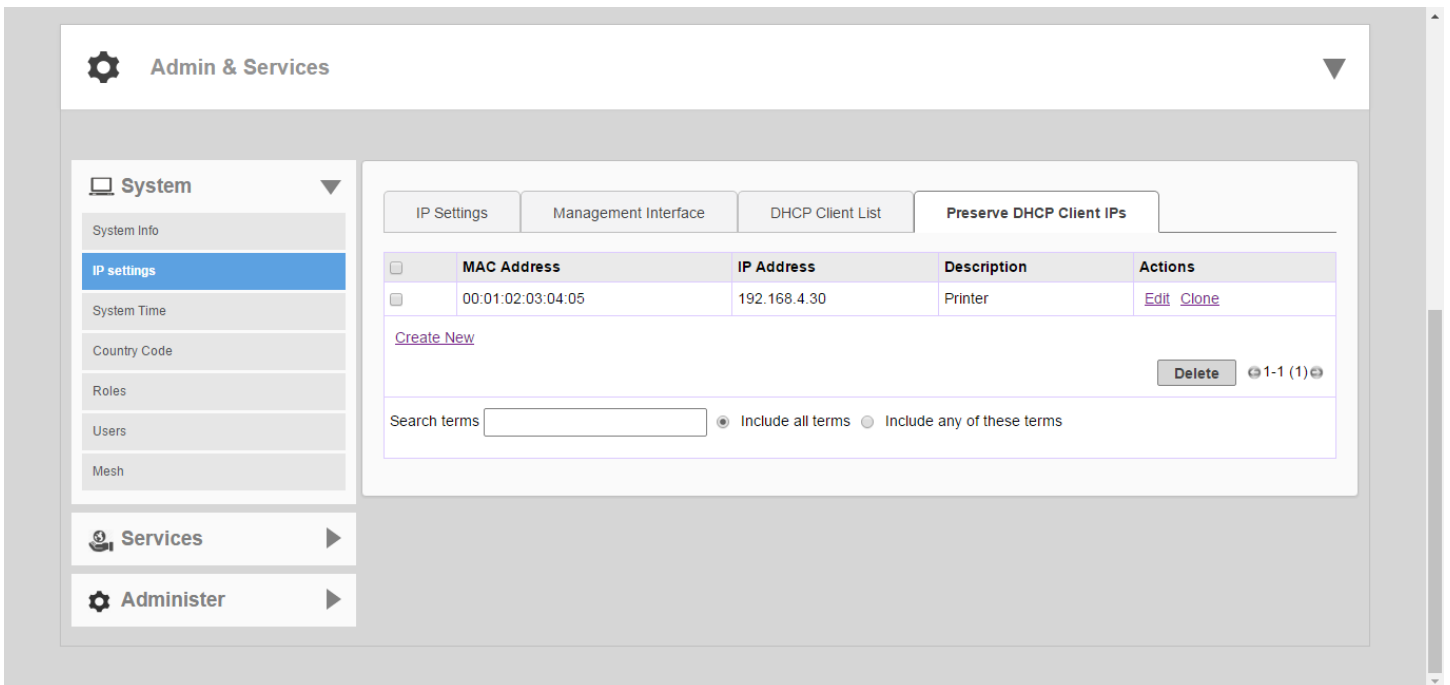 Admin & Services
System
System Info
IP settings
System Time
Country Code
Roles
Users
Mesh
Services
Administer
IP Settings Management Interface DHCP Client List Preserve DHCP Client IPs
MAC Address IP Address Description Actions
00:01:02:03:04:05 192.168.4.30 Printer Edit Clone
Create New
Delete 1-1 (1)
Search terms Include all terms Include any of these terms